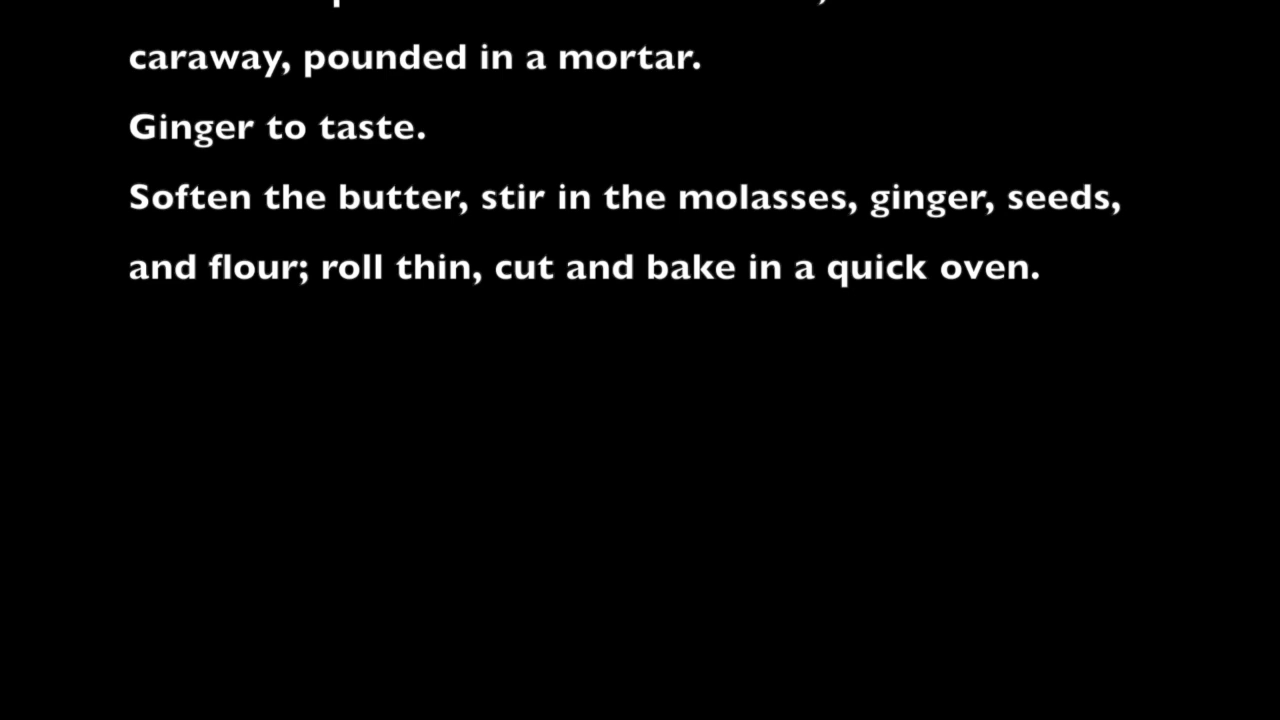 caraway, pounded in a mortar.
Ginger to taste.
Soften the butter, stir in the molasses, ginger, seeds,
and flour; roll thin, cut and bake in a quick oven.